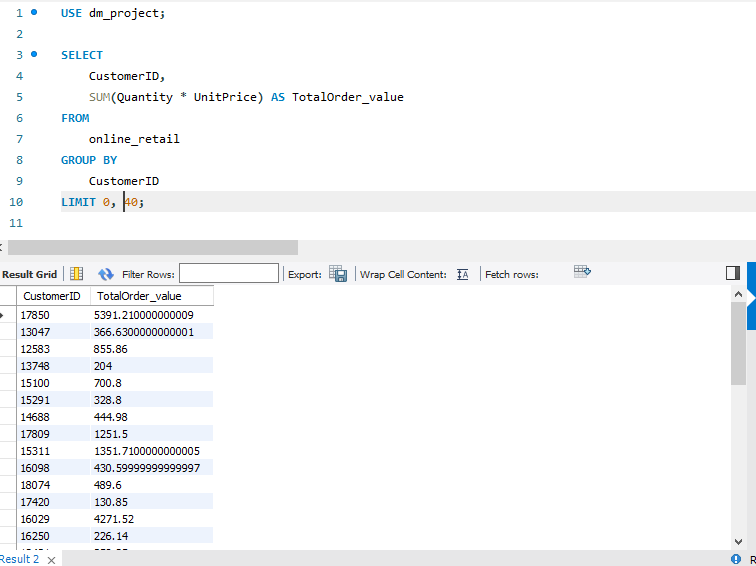 1 USE dm_project;
2
3 SELECT
4 CustomerID,
5 SUM(Quantity * UnitPrice) AS TotalOrder_value
6 FROM
7 online_retail
8 GROUP BY
9 CustomerID
10 LIMIT 0, 40;
11
Result Grid Filter Rows: Export: Wrap Cell Content: IA Fetch rows:
CustomerID TotalOrder_value
17850 5391.210000000009
13047 366.6300000000001
12583 855.86
13748 204
15100 700.8
15291 328.8
14688 444.98
17809 1251.5
15311 1351.7100000000005
16098 430.59999999999997
18074 489.6
17420 130.85
16029 4271.52
16250 226.14
Result 2 R